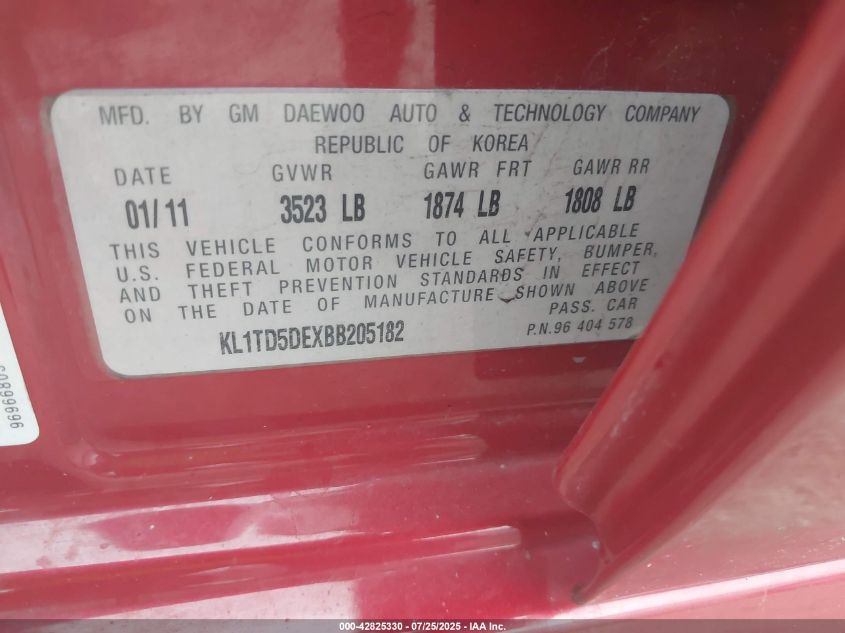 MFD. BY GM DAEWOO AUTO & TECHNOLOGY COMPANY
REPUBLIC OF KOREA
DATE GVWR GAWR FRT GAWR RR
01/11 3523 LB 1874 LB 1808 LB
THIS VEHICLE CONFORMS TO ALL APPLICABLE
U.S. FEDERAL MOTOR VEHICLE SAFETY, BUMPER,
AND THEFT PREVENTION STANDARDS IN EFFECT
ON THE DATE OF MANUFACTURE SHOWN ABOVE
PASS. CAR
KL1TD5DEXBB205182
P.N.96 404 578
96966805
000-42825330 - 07/25/2025 - IAA Inc.